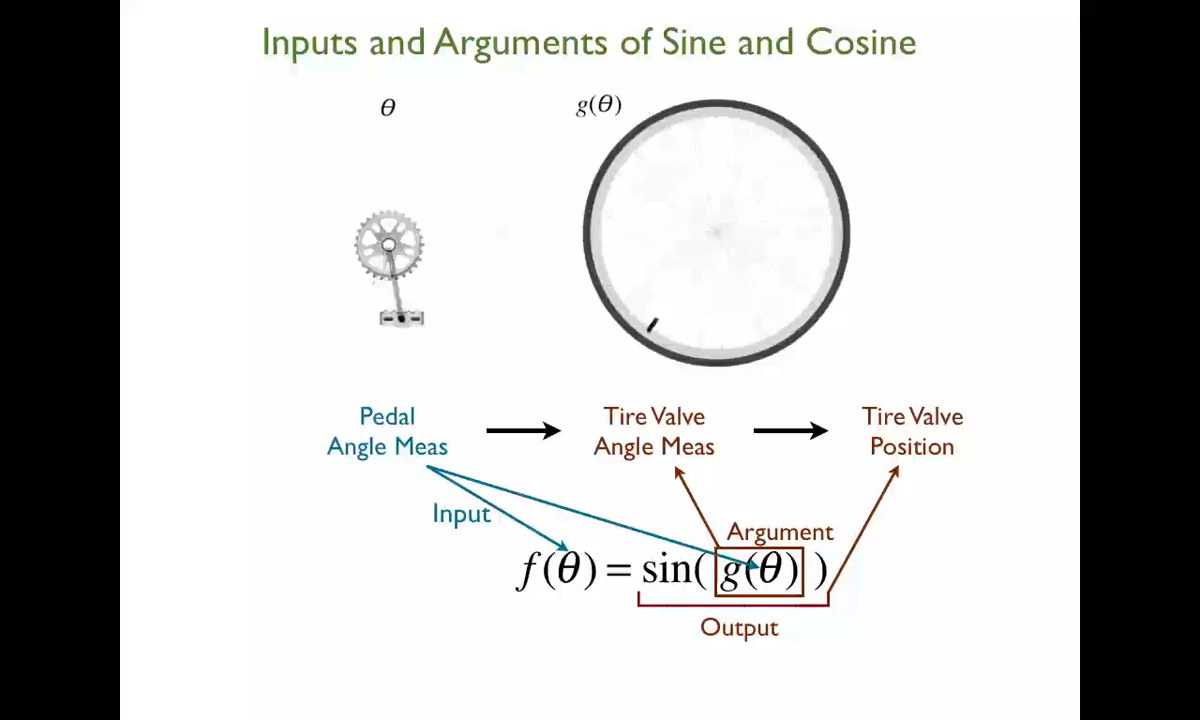 Inputs and Arguments of Sine and Cosine
θ
g(θ)
Pedal
Angle Meas
Tire Valve
Angle Meas
Tire Valve
Position
Input
Argument
f(θ) = sin( g(θ) )
Output